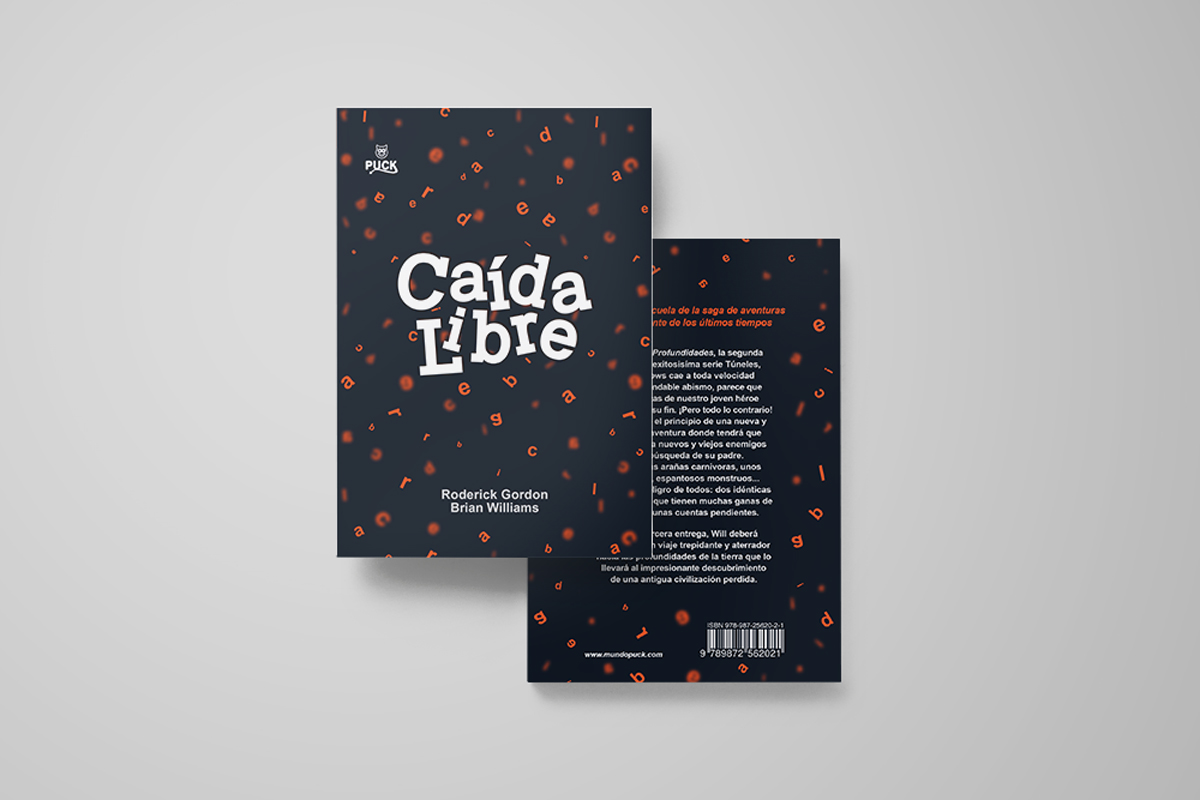 PUCK
Caída
Libre
Roderick Gordon
Brian Williams
cuela de la saga de aventuras
nte de los últimos tiempos
Profundidades, la segunda
exitosisíma serie Túneles,
ows cae a toda velocidad
ndable abismo, parece que
as de nuestro joven héroe
su fin. ¡Pero todo lo contrario!
el principio de una nueva y
aventura donde tendrá que
a nuevos y viejos enemigos
búsqueda de su padre.
s arañas carnivoras, unos
, espantosos monstruos...
ligro de todos: dos idénticas
que tienen muchas ganas de
unas cuentas pendientes.
rcera entrega, Will deberá
n viaje trepidante y aterrador
profundidades de la tierra que lo
llevará al impresionante descubrimiento
de una antigua civilización perdida.
www.mundopuck.com
ISBN 978-987-25620-2-1
9 789872 562021